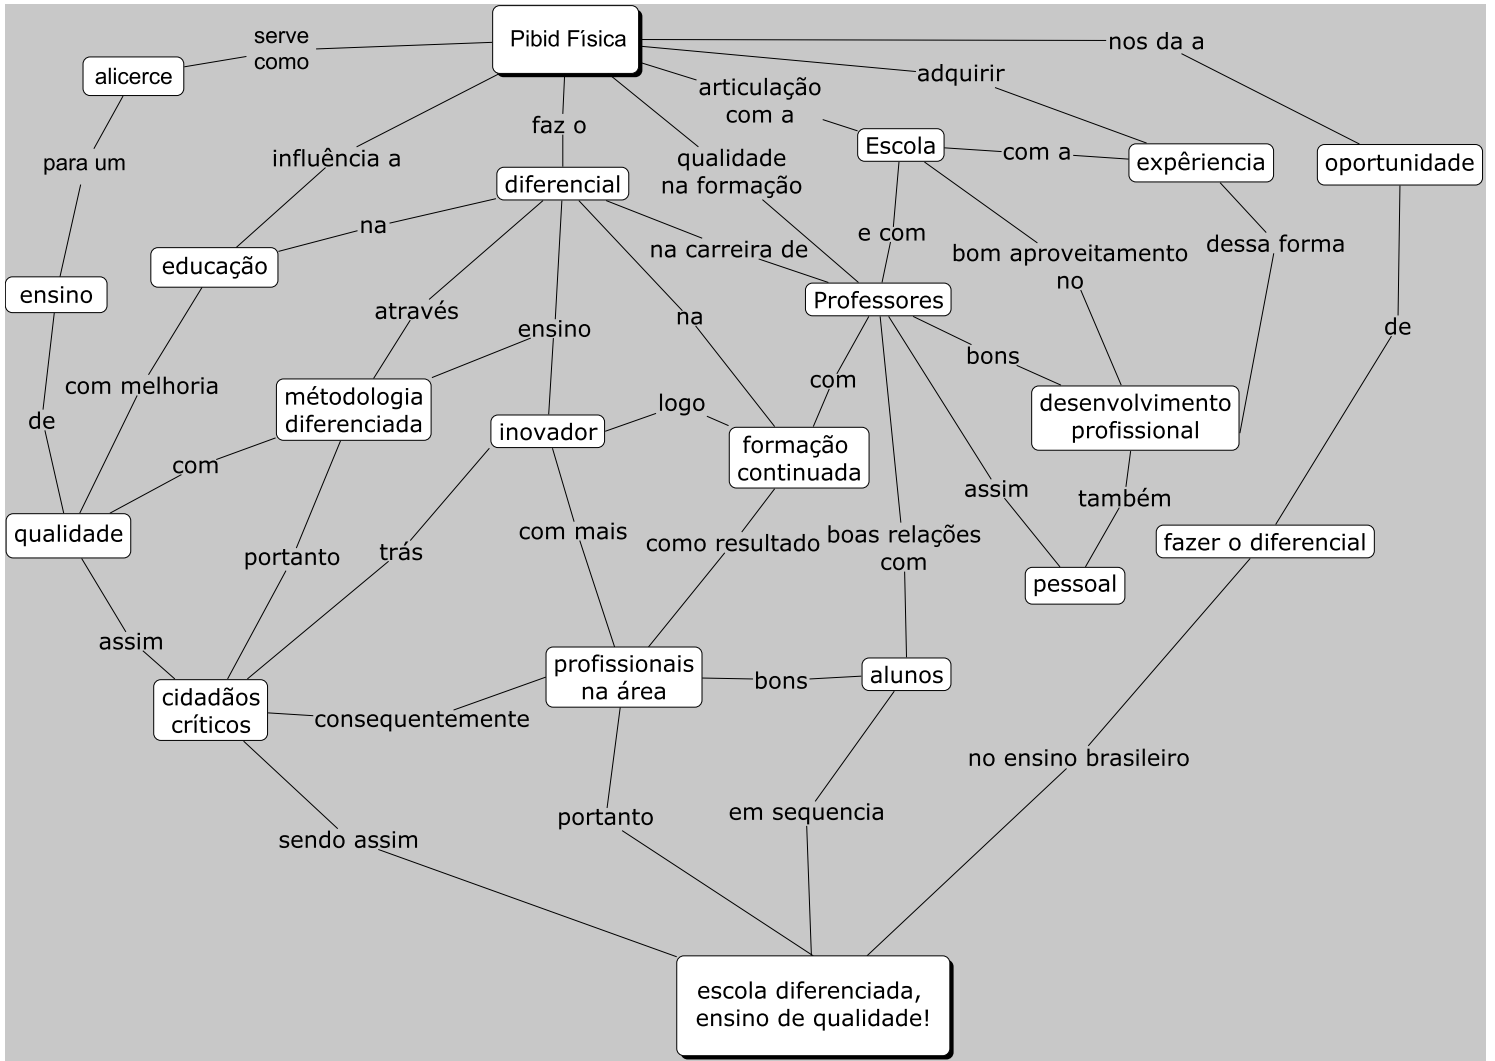 Pibid Física
serve
como
nos da a
adquirir
alicerce
articulação
com a
faz o
Escola
com a
expêriencia
oportunidade
para um
influência a
qualidade
na formação
diferencial
na
e com
dessa forma
na carreira de
bom aproveitamento
no
educação
ensino
Professores
através
na
ensino
de
bons
com melhoria
com
métodologia
diferenciada
logo
desenvolvimento
profissional
de
inovador
formação
continuada
com
assim
também
qualidade
com mais
como resultado
boas relações
com
fazer o diferencial
portanto
trás
pessoal
assim
profissionais
na área
bons
alunos
cidadãos
críticos
consequentemente
no ensino brasileiro
portanto
em sequencia
sendo assim
escola diferenciada,
ensino de qualidade!